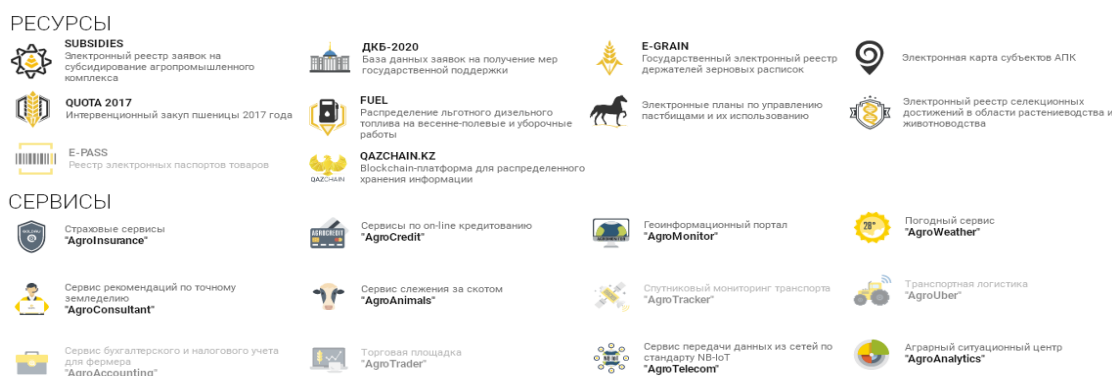 РЕСУРСЫ
SUBSIDIES
Электронный реестр заявок на
субсидирование агропромышленного
комплекса
ДКБ-2020
База данных заявок на получение мер
государственной поддержки
E-GRAIN
Государственный электронный реестр
держателей зерновых расписок
Электронная карта субъектов АПК
QUOTA 2017
Интервенционный закуп пшеницы 2017 года
FUEL
Распределение льготного дизельного
топлива на весенне-полевые и уборочные
работы
Электронные планы по управлению
пастбищами и их использованию
Электронный реестр селекционных
достижений в области растениеводства и
животноводства
E-PASS
Реестр электронных паспортов товаров
QAZCHAIN
QAZCHAIN.KZ
Blockchain-платформа для распределенного
хранения информации
СЕРВИСЫ
Страховые сервисы
"AgroInsurance"
AGROCREDIT
Сервисы по on-line кредитованию
"AgroCredit"
Геоинформационный портал
"AgroMonitor"
28°
Погодный сервис
"AgroWeather"
Сервис рекомендаций по точному
земледелию
"AgroConsultant"
Сервис слежения за скотом
"AgroAnimals"
Спутниковый мониторинг транспорта
"AgroTracker"
Транспортная логистика
"AgroUber"
Сервис бухгалтерского и налогового учета
для фермера
"AgroAccounting"
Торговая площадка
"AgroTrader"
Сервис передачи данных из сетей по
стандарту NB-IoT
"AgroTelecom"
Аграрный ситуационный центр
"AgroAnalytics"